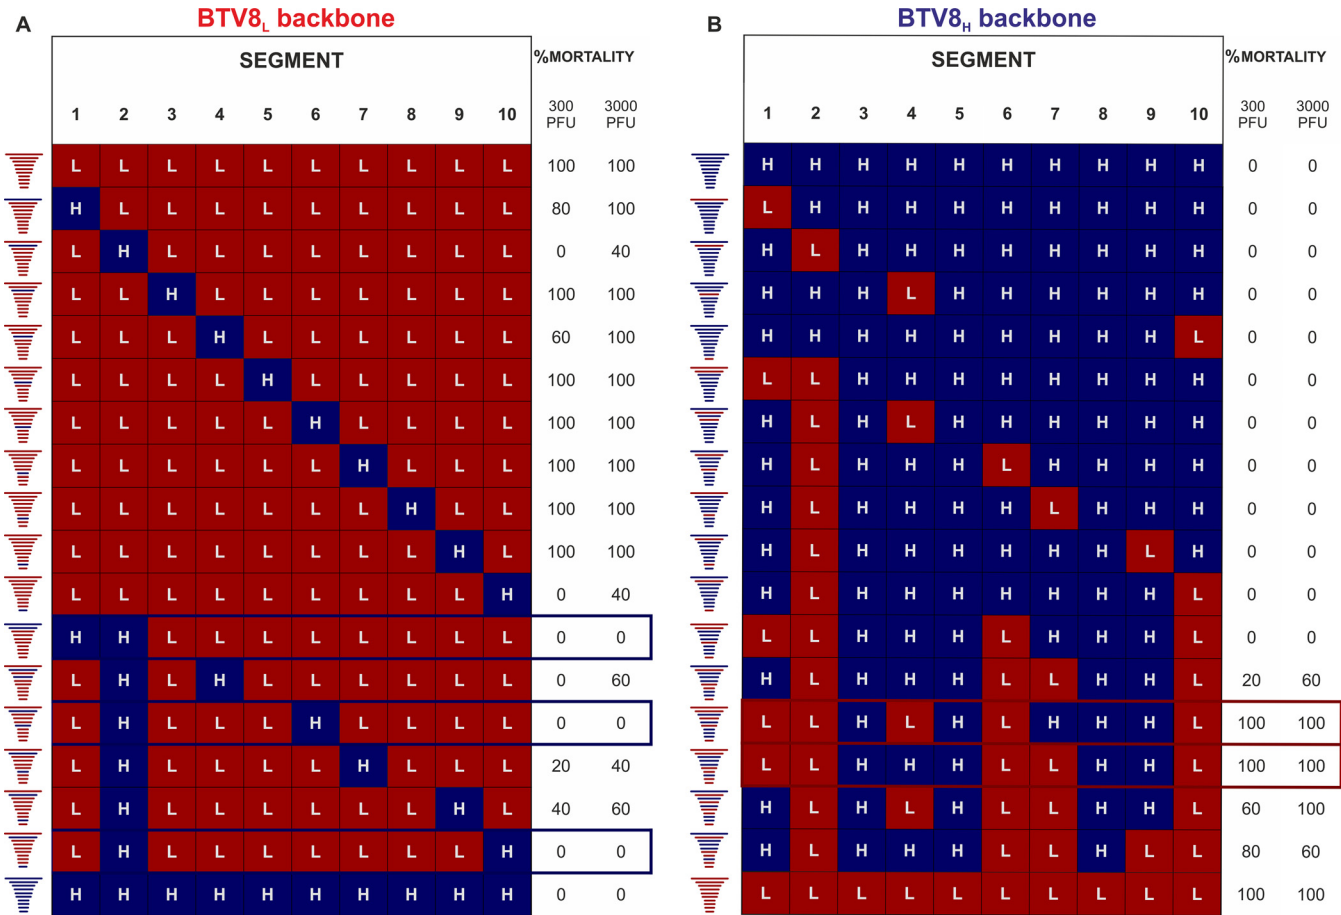 A
BTV8L backbone
SEGMENT
%MORTALITY
1 2 3 4 5 6 7 8 9 10
300 PFU
3000 PFU
L L L L L L L L L L 100 100
H L L L L L L L L L 80 100
L H L L L L L L L L 0 40
L L H L L L L L L L 100 100
L L L H L L L L L L 60 100
L L L L H L L L L L 100 100
L L L L L H L L L L 100 100
L L L L L L H L L L 100 100
L L L L L L L H L L 100 100
L L L L L L L L H L 100 100
L L L L L L L L L H 0 40
H H L L L L L L L L 0 0
L H L H L L L L L L 0 60
L H L L L H L L L L 0 0
L H L L L L H L L L 20 40
L H L L L L L L H L 40 60
L H L L L L L L L H 0 0
H H H H H H H H H H 0 0
B
BTV8H backbone
SEGMENT
%MORTALITY
1 2 3 4 5 6 7 8 9 10
300 PFU
3000 PFU
H H H H H H H H H H 0 0
L H H H H H H H H H 0 0
H L H H H H H H H H 0 0
H H H L H H H H H H 0 0
H H H H H H H H H L 0 0
L L H H H H H H H H 0 0
H L H L H H H H H H 0 0
H L H H H L H H H H 0 0
H L H H H H L H H H 0 0
H L H H H H H H L H 0 0
H L H H H H H H H L 0 0
L L H H H L H H H L 0 0
H L H H H L L H H L 20 60
L L H L H L H H H L 100 100
L L H H H L L H H L 100 100
H L H L H L L H H L 60 100
H L H H H L L H L L 80 60
L L L L L L L L L L 100 100